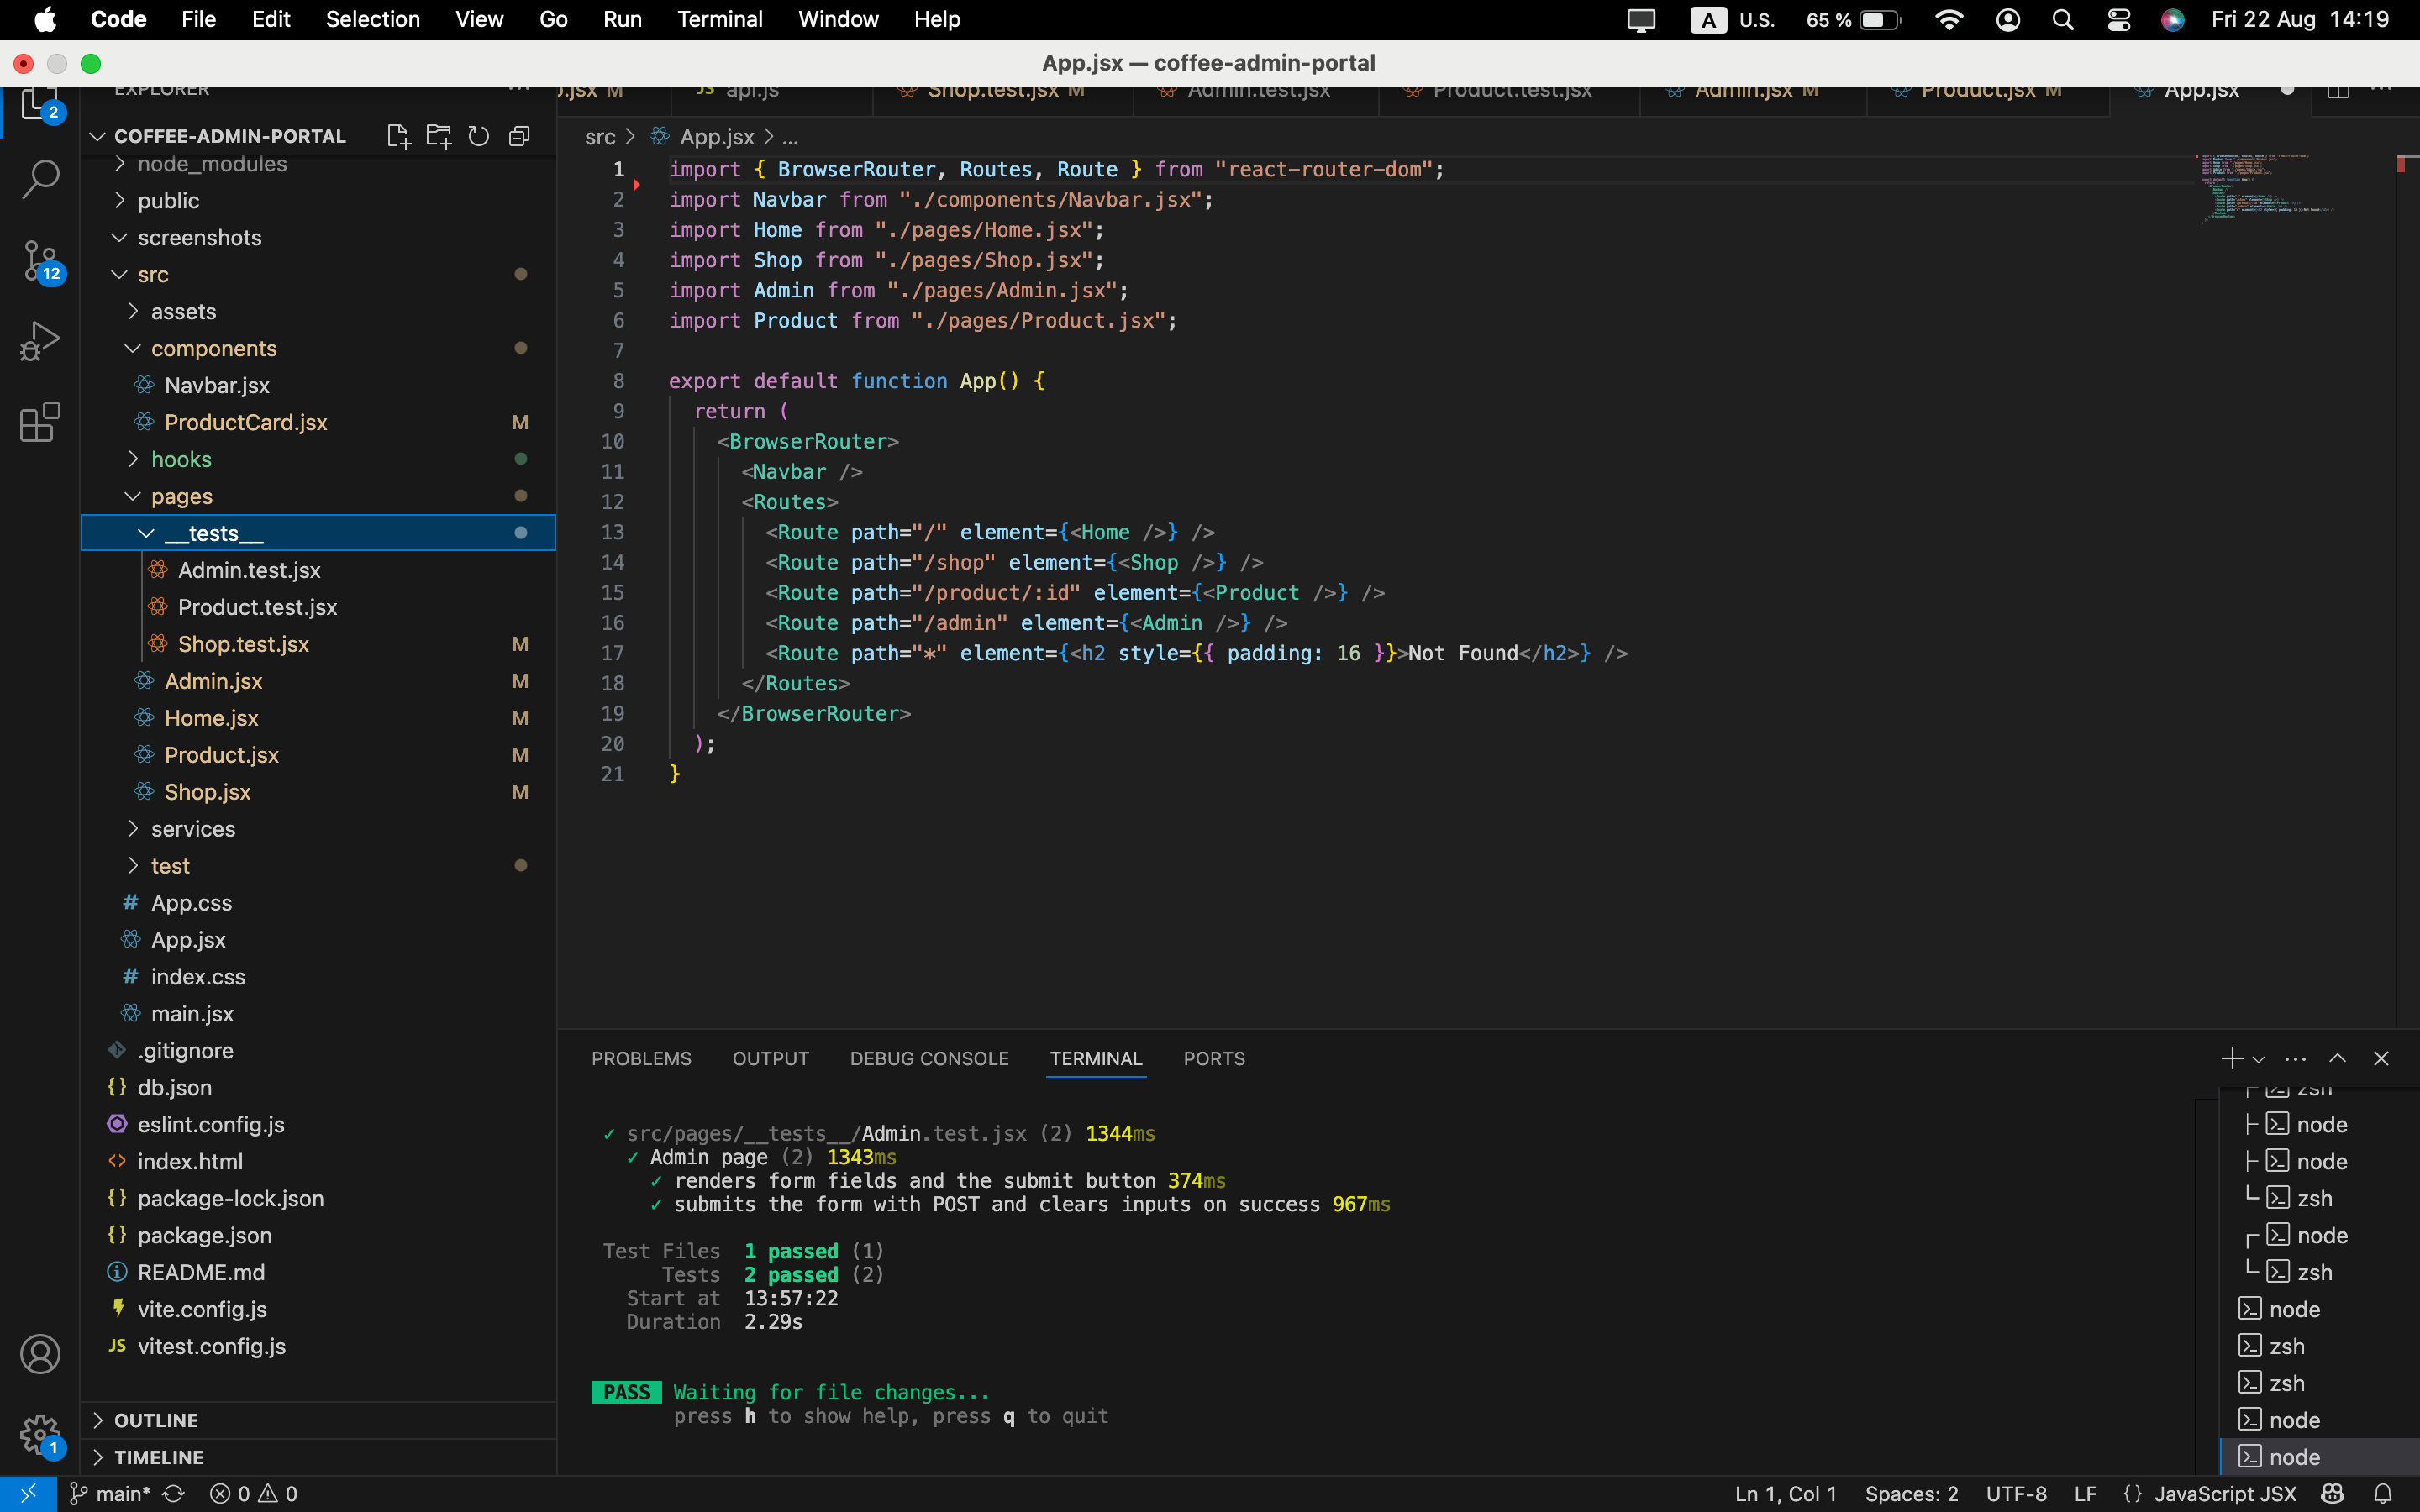 Code File Edit Selection View Go Run Terminal Window Help A U.S. 65 % Fri 22 Aug 14:19
App.jsx — coffee-admin-portal
2
EXPLORER
COFFEE-ADMIN-PORTAL
node_modules
public
screenshots
12
src
assets
components
Navbar.jsx
ProductCard.jsx M
hooks
pages
__tests__
Admin.test.jsx
Product.test.jsx
Shop.test.jsx M
Admin.jsx M
Home.jsx M
Product.jsx M
Shop.jsx M
services
test
# App.css
App.jsx
# index.css
main.jsx
.gitignore
{} db.json
eslint.config.js
<> index.html
{} package-lock.json
{} package.json
README.md
vite.config.js
JS vitest.config.js
OUTLINE
1
TIMELINE
.jsx M JS api.js Shop.test.jsx M Admin.test.jsx Product.test.jsx Admin.jsx M Product.jsx M App.jsx
src > App.jsx > ...
1 import { BrowserRouter, Routes, Route } from "react-router-dom";
2 import Navbar from "./components/Navbar.jsx";
3 import Home from "./pages/Home.jsx";
4 import Shop from "./pages/Shop.jsx";
5 import Admin from "./pages/Admin.jsx";
6 import Product from "./pages/Product.jsx";
7
8 export default function App() {
9 return (
10 <BrowserRouter>
11 <Navbar />
12 <Routes>
13 <Route path="/" element={<Home />} />
14 <Route path="/shop" element={<Shop />} />
15 <Route path="/product/:id" element={<Product />} />
16 <Route path="/admin" element={<Admin />} />
17 <Route path="*" element={<h2 style={{ padding: 16 }}>Not Found</h2>} />
18 </Routes>
19 </BrowserRouter>
20 );
21 }
PROBLEMS OUTPUT DEBUG CONSOLE TERMINAL PORTS
✓ src/pages/__tests__/Admin.test.jsx (2) 1344ms
✓ Admin page (2) 1343ms
✓ renders form fields and the submit button 374ms
✓ submits the form with POST and clears inputs on success 967ms
Test Files 1 passed (1)
Tests 2 passed (2)
Start at 13:57:22
Duration 2.29s
PASS Waiting for file changes...
press h to show help, press q to quit
zsh
node
node
zsh
node
zsh
node
zsh
zsh
node
node
main* 0 0 Ln 1, Col 1 Spaces: 2 UTF-8 LF {} JavaScript JSX